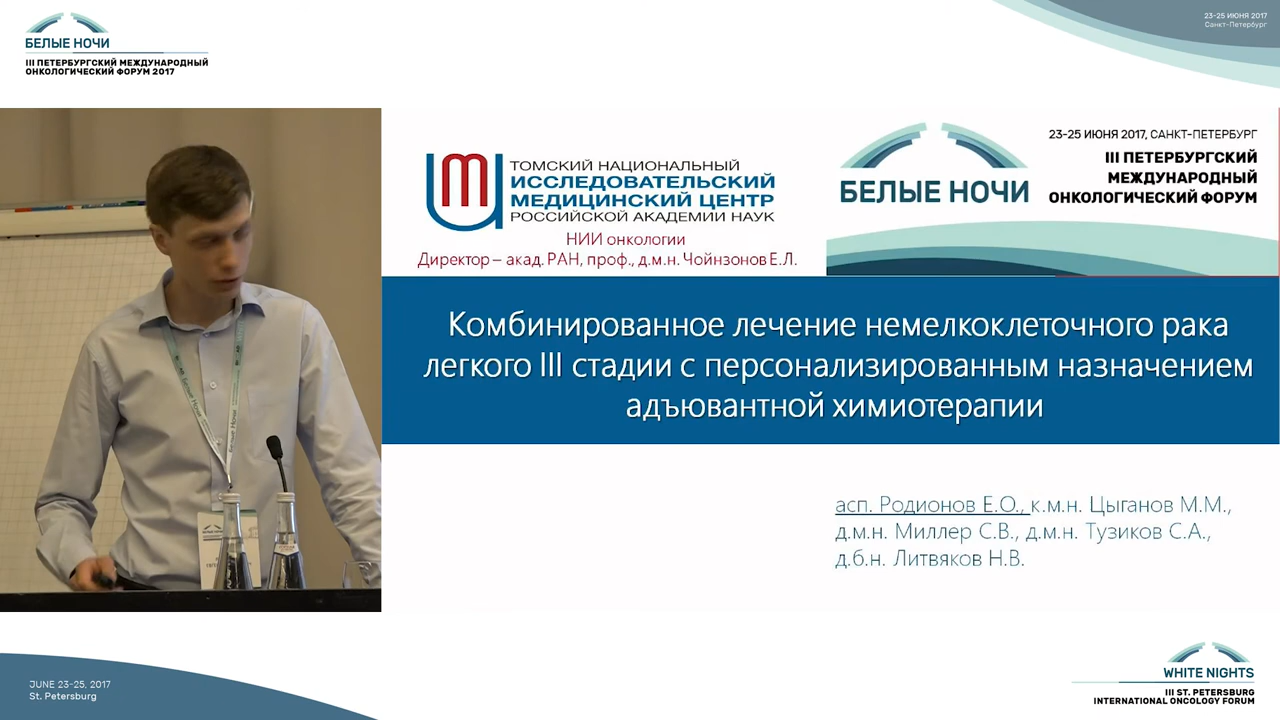 БЕЛЫЕ НОЧИ
III ПЕТЕРБУРГСКИЙ МЕЖДУНАРОДНЫЙ
ОНКОЛОГИЧЕСКИЙ ФОРУМ 2017
23-25 ИЮНЯ 2017
Санкт-Петербург
ТОМСКИЙ НАЦИОНАЛЬНЫЙ
ИССЛЕДОВАТЕЛЬСКИЙ
МЕДИЦИНСКИЙ ЦЕНТР
РОССИЙСКОЙ АКАДЕМИИ НАУК
НИИ онкологии
Директор – акад. РАН, проф., д.м.н. Чойнзонов Е.Л.
БЕЛЫЕ НОЧИ
23-25 ИЮНЯ 2017, САНКТ-ПЕТЕРБУРГ
III ПЕТЕРБУРГСКИЙ
МЕЖДУНАРОДНЫЙ
ОНКОЛОГИЧЕСКИЙ ФОРУМ
Комбинированное лечение немелкоклеточного рака
легкого III стадии с персонализированным назначением
адъювантной химиотерапии
асп. Родионов Е.О., к.м.н. Цыганов М.М.,
д.м.н. Миллер С.В., д.м.н. Тузиков С.А.,
д.б.н. Литвяков Н.В.
JUNE 23-25, 2017
St. Petersburg
WHITE NIGHTS
III ST. PETERSBURG
INTERNATIONAL ONCOLOGY FORUM